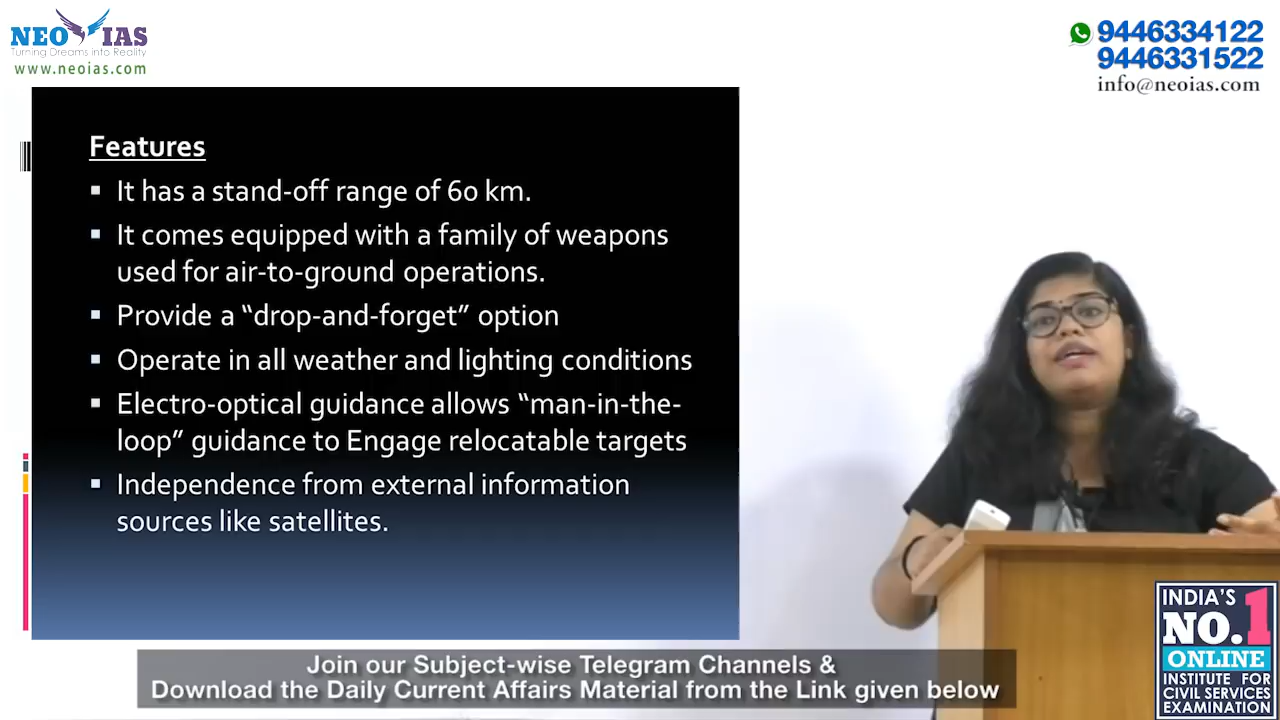 NEO IAS
Turning Dreams into Reality
www.neoias.com
9446334122
9446331522
info@neoias.com
Features
It has a stand-off range of 60 km.
It comes equipped with a family of weapons
used for air-to-ground operations.
Provide a “drop-and-forget” option
Operate in all weather and lighting conditions
Electro-optical guidance allows “man-in-the-
loop” guidance to Engage relocatable targets
Independence from external information
sources like satellites.
INDIA'S
NO.1
ONLINE
INSTITUTE FOR
CIVIL SERVICES
EXAMINATION
Join our Subject-wise Telegram Channels &
Download the Daily Current Affairs Material from the Link given below